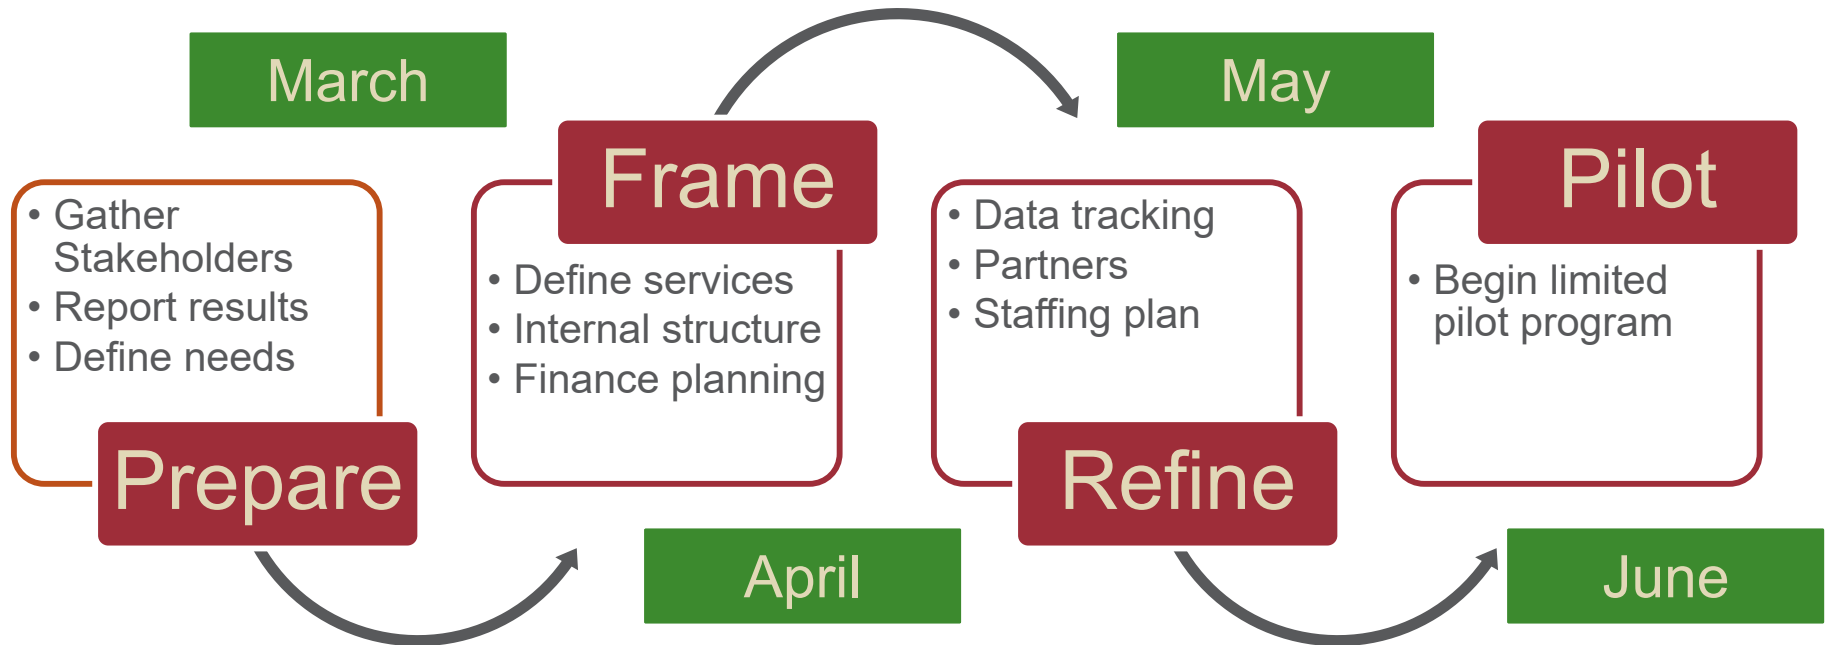 March
• Gather
Stakeholders
• Report results
• Define needs
Prepare
Frame
• Define services
• Internal structure
• Finance planning
April
May
• Data tracking
• Partners
• Staffing plan
Refine
Pilot
• Begin limited
pilot program
June